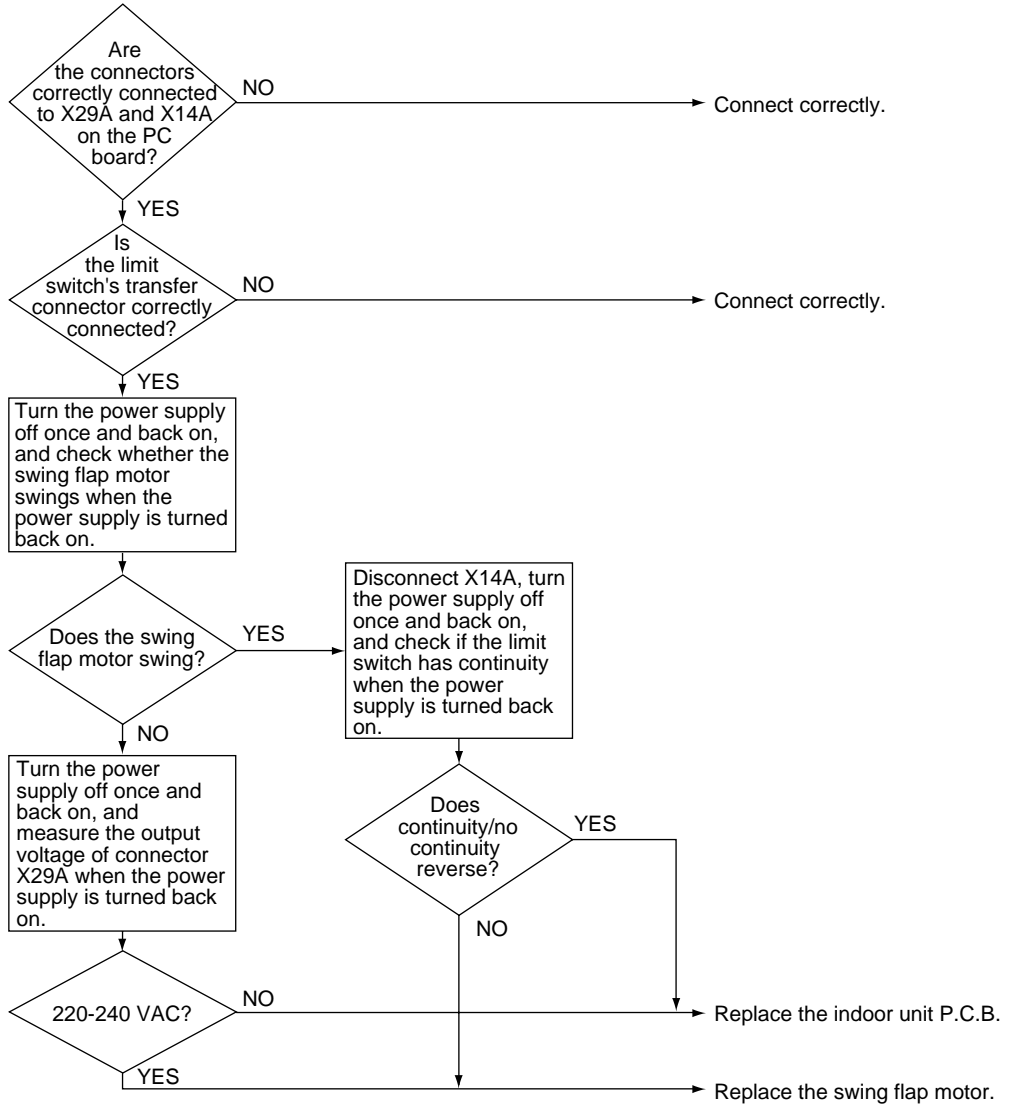 Are
the connectors
correctly connected
to X29A and X14A
on the PC
board?
NO
Connect correctly.
YES
Is
the limit
switch's transfer
connector correctly
connected?
NO
Connect correctly.
YES
Turn the power supply
off once and back on,
and check whether the
swing flap motor
swings when the
power supply is turned
back on.
Does the swing
flap motor swing?
YES
Disconnect X14A, turn
the power supply off
once and back on,
and check if the limit
switch has continuity
when the power
supply is turned back
on.
NO
Turn the power
supply off once and
back on, and
measure the output
voltage of connector
X29A when the power
supply is turned back
on.
Does
continuity/no
continuity
reverse?
YES
NO
220-240 VAC?
NO
Replace the indoor unit P.C.B.
YES
Replace the swing flap motor.